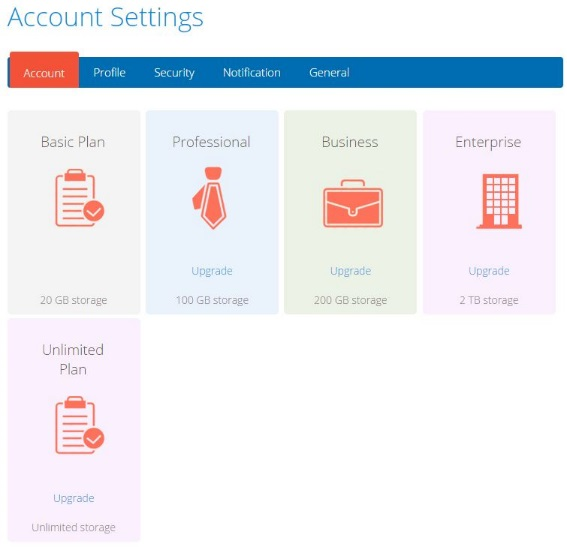 Account Settings
Account Profile Security Notification General
Basic Plan
20 GB storage
Professional
Upgrade
100 GB storage
Business
Upgrade
200 GB storage
Enterprise
Upgrade
2 TB storage
Unlimited
Plan
Upgrade
Unlimited storage